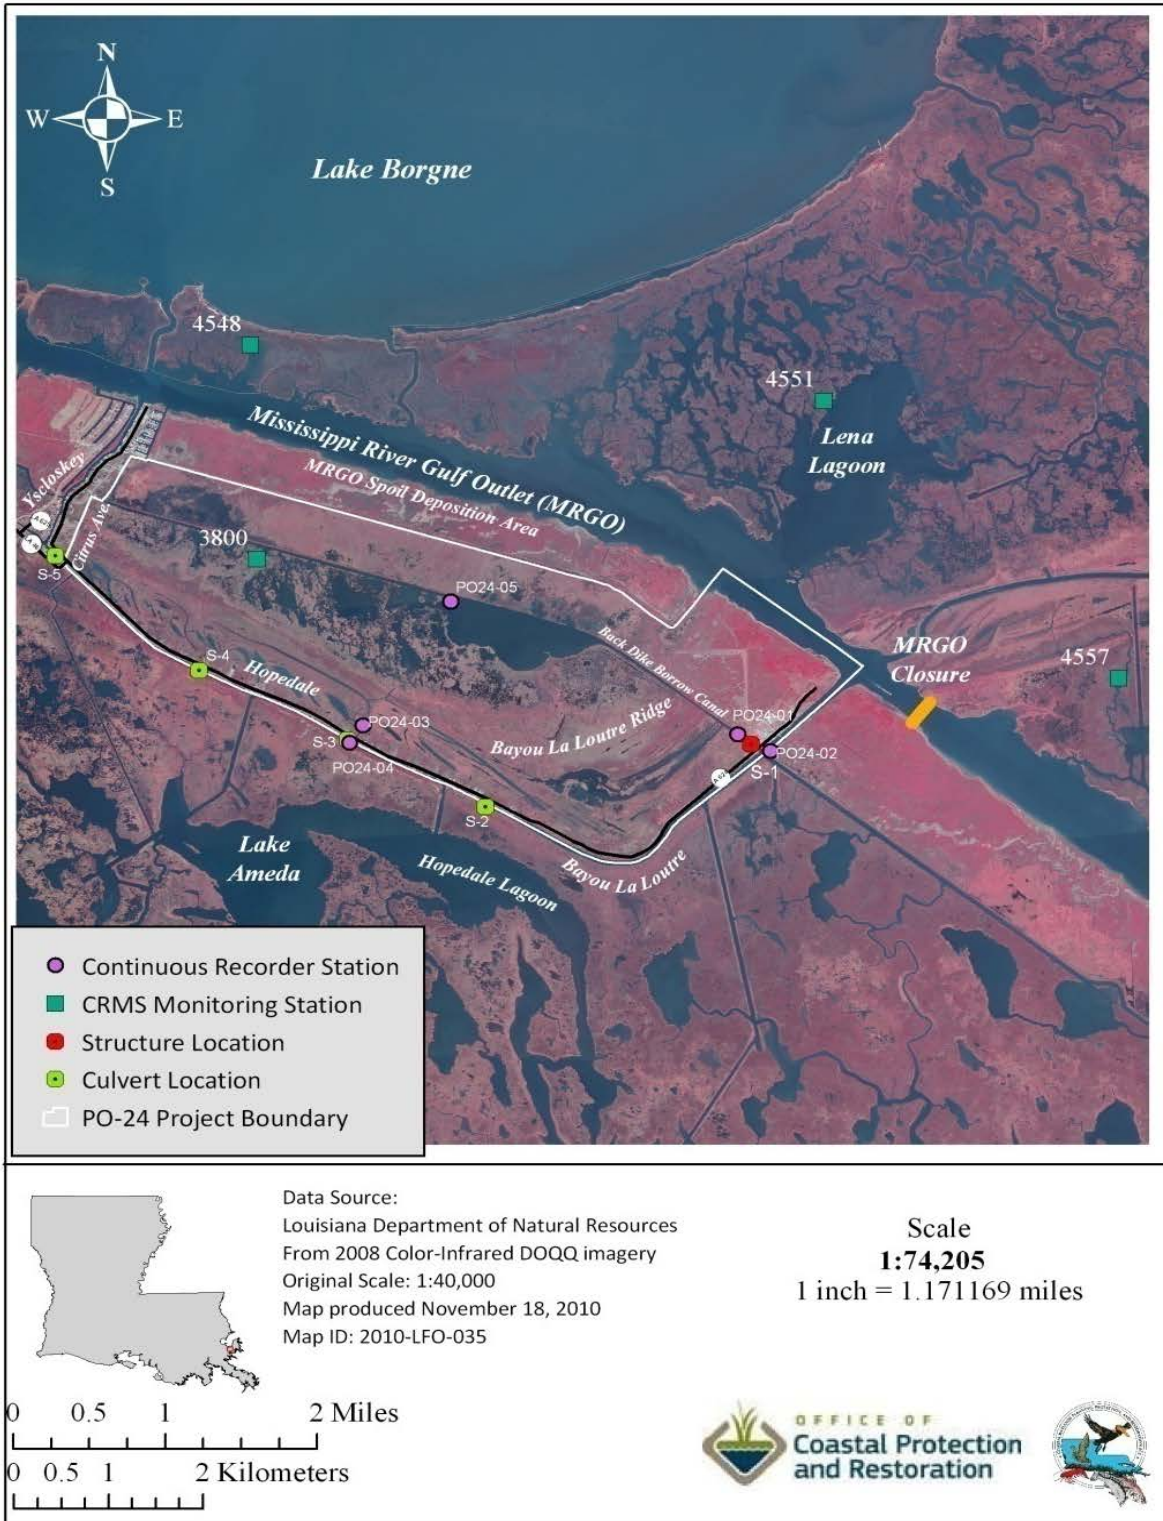 N
W E
S
Lake Borgne
4548
4551
Mississippi River Gulf Outlet (MRGO)
Lena
Lagoon
MRGO Spoil Deposition Area
Yscloskey
Citrus Ave.
3800
S-5
PO24-05
S-4
Hopedale
Back Dike Borrow Canal
MRGO
Closure
4557
PO24-03
S-3
PO24-04
Bayou La Loutre Ridge
PO24-01
PO24-02
S-1
S-2
Lake
Ameda
Hopedale Lagoon
Bayou La Loutre
Continuous Recorder Station
CRMS Monitoring Station
Structure Location
Culvert Location
PO-24 Project Boundary
Data Source:
Louisiana Department of Natural Resources
From 2008 Color-Infrared DOQQ imagery
Original Scale: 1:40,000
Map produced November 18, 2010
Map ID: 2010-LFO-035
Scale
1:74,205
1 inch = 1.171169 miles
0 0.5 1 2 Miles
0 0.5 1 2 Kilometers
OFFICE OF
Coastal Protection
and Restoration